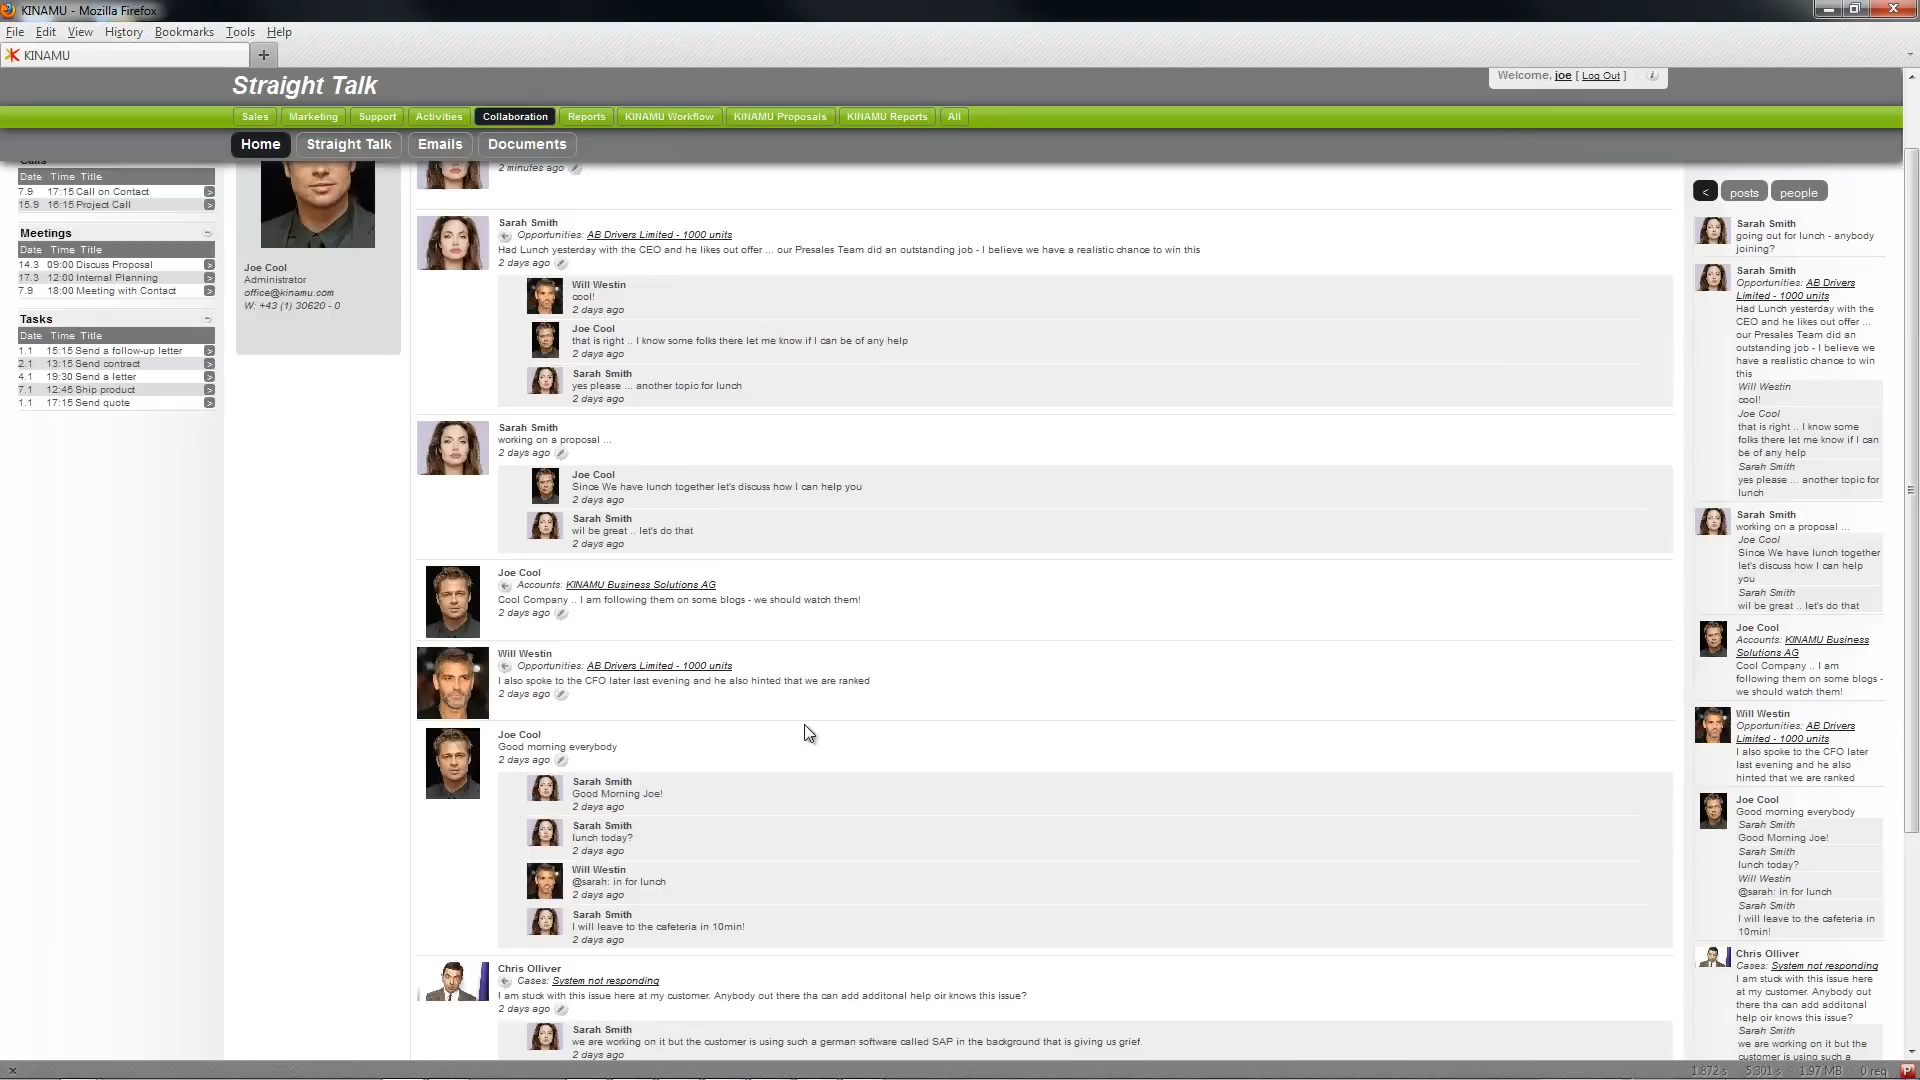 KINAMU - Mozilla Firefox
File Edit View History Bookmarks Tools Help
KINAMU
Straight Talk
Welcome, joe [ Log Out ]
Sales Marketing Support Activities Collaboration Reports KINAMU Workflow KINAMU Proposals KINAMU Reports All
Home Straight Talk Emails Documents
Calls
Date Time Title
7.9 17:15 Call on Contact
15.9 16:15 Project Call
Meetings
Date Time Title
14.3 09:00 Discuss Proposal
17.3 12:00 Internal Planning
7.9 18:00 Meeting with Contact
Tasks
Date Time Title
1.1 15:15 Send a follow-up letter
2.1 13:15 Send contract
4.1 19:30 Send a letter
7.1 12:45 Ship product
1.1 17:15 Send quote
Joe Cool
Administrator
office@kinamu.com
W: +43 (1) 30620 - 0
2 minutes ago
Sarah Smith
Opportunities: AB Drivers Limited - 1000 units
Had Lunch yesterday with the CEO and he likes out offer ... our Presales Team did an outstanding job - I believe we have a realistic chance to win this
2 days ago
Will Westin
cool!
2 days ago
Joe Cool
that is right .. I know some folks there let me know if I can be of any help
2 days ago
Sarah Smith
yes please ... another topic for lunch
2 days ago
Sarah Smith
working on a proposal ...
2 days ago
Joe Cool
Since We have lunch together let's discuss how I can help you
2 days ago
Sarah Smith
wil be great .. let's do that
2 days ago
Joe Cool
Accounts: KINAMU Business Solutions AG
Cool Company .. I am following them on some blogs - we should watch them!
2 days ago
Will Westin
Opportunities: AB Drivers Limited - 1000 units
I also spoke to the CFO later last evening and he also hinted that we are ranked
2 days ago
Joe Cool
Good morning everybody
2 days ago
Sarah Smith
Good Morning Joe!
2 days ago
Sarah Smith
lunch today?
2 days ago
Will Westin
@sarah: in for lunch
2 days ago
Sarah Smith
I will leave to the cafeteria in 10min!
2 days ago
Chris Olliver
Cases: System not responding
I am stuck with this issue here at my customer. Anybody out there tha can add additonal help oir knows this issue?
2 days ago
Sarah Smith
we are working on it but the customer is using such a german software called SAP in the background that is giving us grief.
2 days ago
< posts people
Sarah Smith
going out for lunch - anybody
joining?
Sarah Smith
Opportunities: AB Drivers
Limited - 1000 units
Had Lunch yesterday with the
CEO and he likes out offer ...
our Presales Team did an
outstanding job - I believe we
have a realistic chance to win
this
Will Westin
cool!
Joe Cool
that is right .. I know some
folks there let me know if I can
be of any help
Sarah Smith
yes please ... another topic for
lunch
Sarah Smith
working on a proposal ...
Joe Cool
Since We have lunch together
let's discuss how I can help
you
Sarah Smith
wil be great .. let's do that
Joe Cool
Accounts: KINAMU Business
Solutions AG
Cool Company .. I am
following them on some blogs -
we should watch them!
Will Westin
Opportunities: AB Drivers
Limited - 1000 units
I also spoke to the CFO later
last evening and he also
hinted that we are ranked
Joe Cool
Good morning everybody
Sarah Smith
Good Morning Joe!
Sarah Smith
lunch today?
Will Westin
@sarah: in for lunch
Sarah Smith
I will leave to the cafeteria in
10min!
Chris Olliver
Cases: System not responding
I am stuck with this issue here
at my customer. Anybody out
there tha can add additonal
help oir knows this issue?
Sarah Smith
we are working on it but the
customer is using such a
1.872 s 5.301 s 1.97 MB 0 req